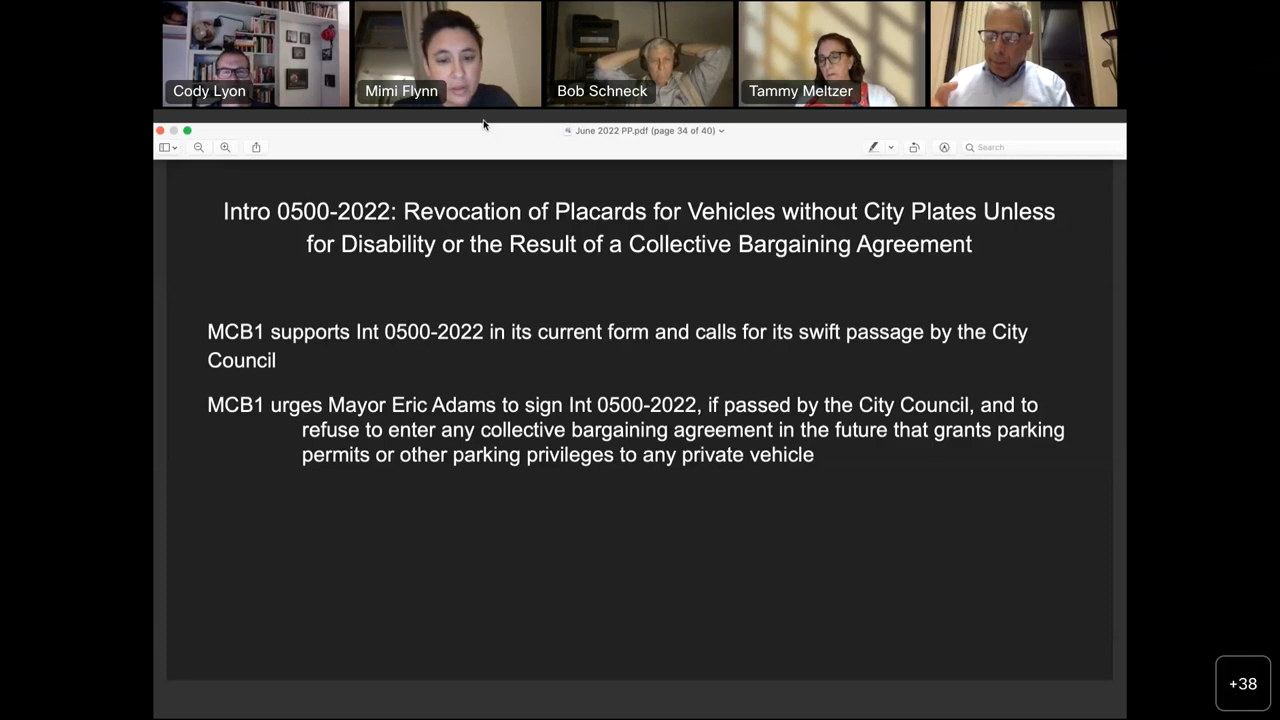 Cody Lyon
Mimi Flynn
Bob Schneck
Tammy Meltzer
June 2022 PP.pdf (page 34 of 40)
Search
Intro 0500-2022: Revocation of Placards for Vehicles without City Plates Unless
for Disability or the Result of a Collective Bargaining Agreement
MCB1 supports Int 0500-2022 in its current form and calls for its swift passage by the City
Council
MCB1 urges Mayor Eric Adams to sign Int 0500-2022, if passed by the City Council, and to
refuse to enter any collective bargaining agreement in the future that grants parking
permits or other parking privileges to any private vehicle
+38